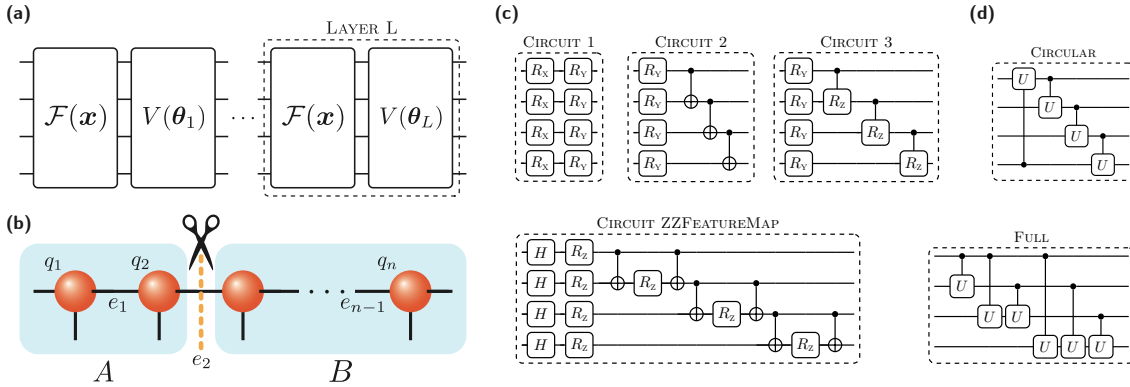 (a)
LAYER L
F(x) V(θ₁) ··· F(x) V(θ_L)
(b)
q₁ q₂ q_n
e₁ ··· e_{n−1}
e₂
A B
(c)
CIRCUIT 1
R_X R_Y
R_X R_Y
R_X R_Y
R_X R_Y
CIRCUIT 2
R_Y
R_Y
R_Y
R_Y
CIRCUIT 3
R_Y
R_Y R_Z
R_Y R_Z
R_Y R_Z
CIRCUIT ZZFEATUREMAP
H R_Z
H R_Z R_Z
H R_Z R_Z
H R_Z R_Z
(d)
CIRCULAR
U
U
U
U
FULL
U
U U
U U U